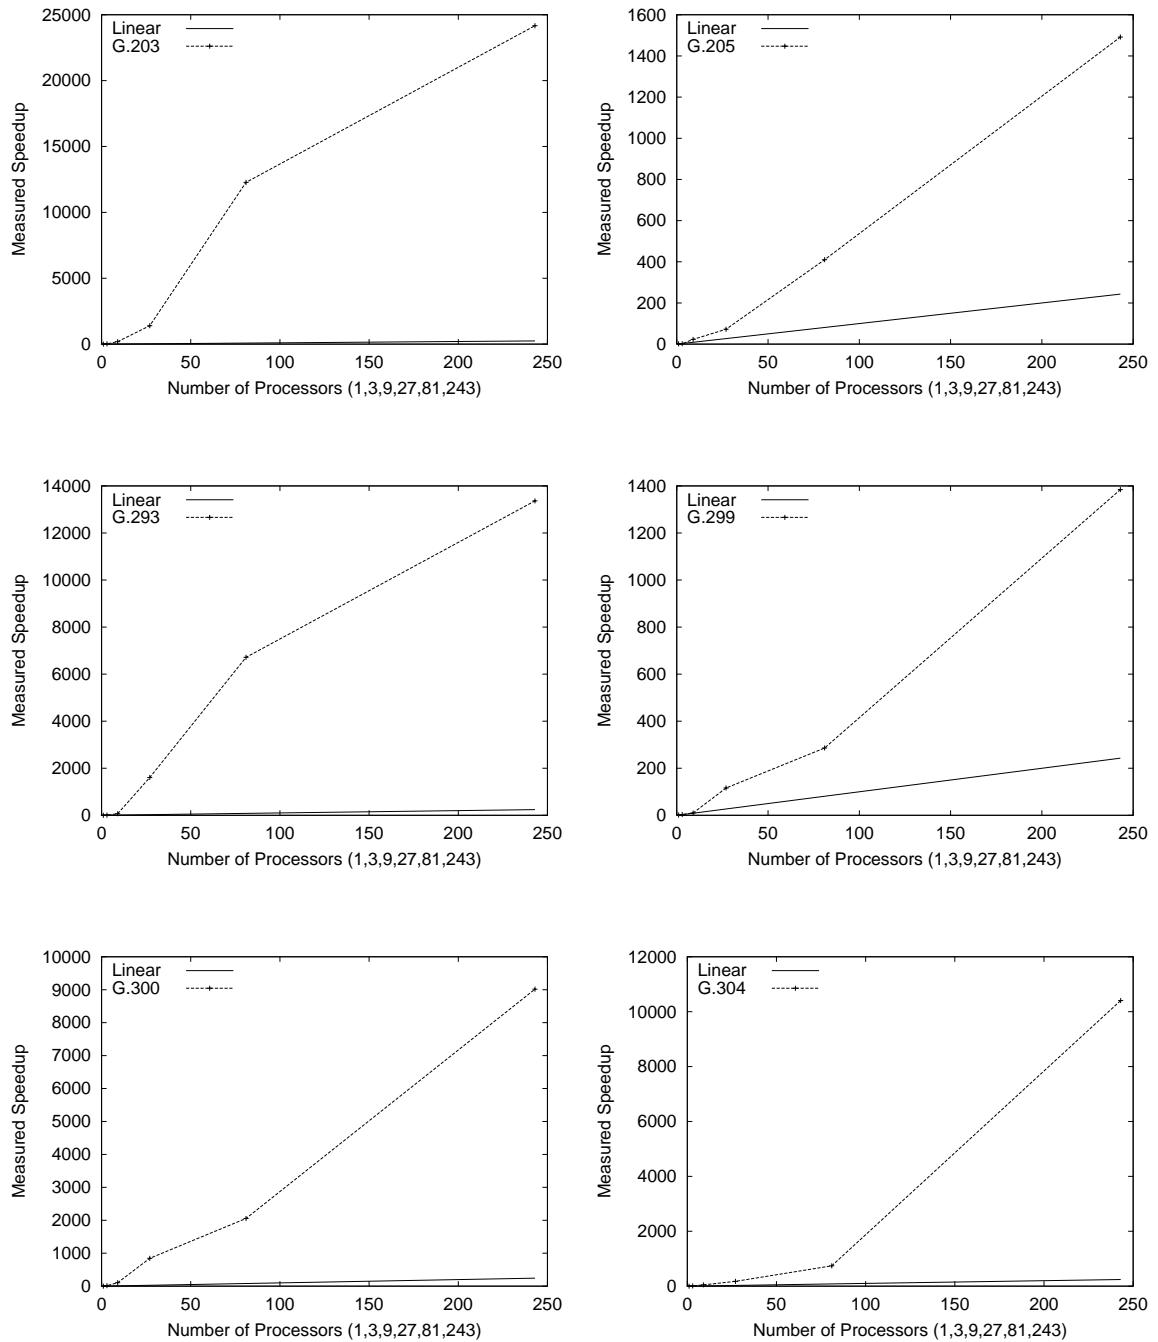 25000
20000
15000
10000
5000
0
0 50 100 150 200 250
Measured Speedup
Number of Processors (1,3,9,27,81,243)
Linear
G.203
1600
1400
1200
1000
800
600
400
200
0
0 50 100 150 200 250
Measured Speedup
Number of Processors (1,3,9,27,81,243)
Linear
G.205
14000
12000
10000
8000
6000
4000
2000
0
0 50 100 150 200 250
Measured Speedup
Number of Processors (1,3,9,27,81,243)
Linear
G.293
1400
1200
1000
800
600
400
200
0
0 50 100 150 200 250
Measured Speedup
Number of Processors (1,3,9,27,81,243)
Linear
G.299
10000
9000
8000
7000
6000
5000
4000
3000
2000
1000
0
0 50 100 150 200 250
Measured Speedup
Number of Processors (1,3,9,27,81,243)
Linear
G.300
12000
10000
8000
6000
4000
2000
0
0 50 100 150 200 250
Measured Speedup
Number of Processors (1,3,9,27,81,243)
Linear
G.304